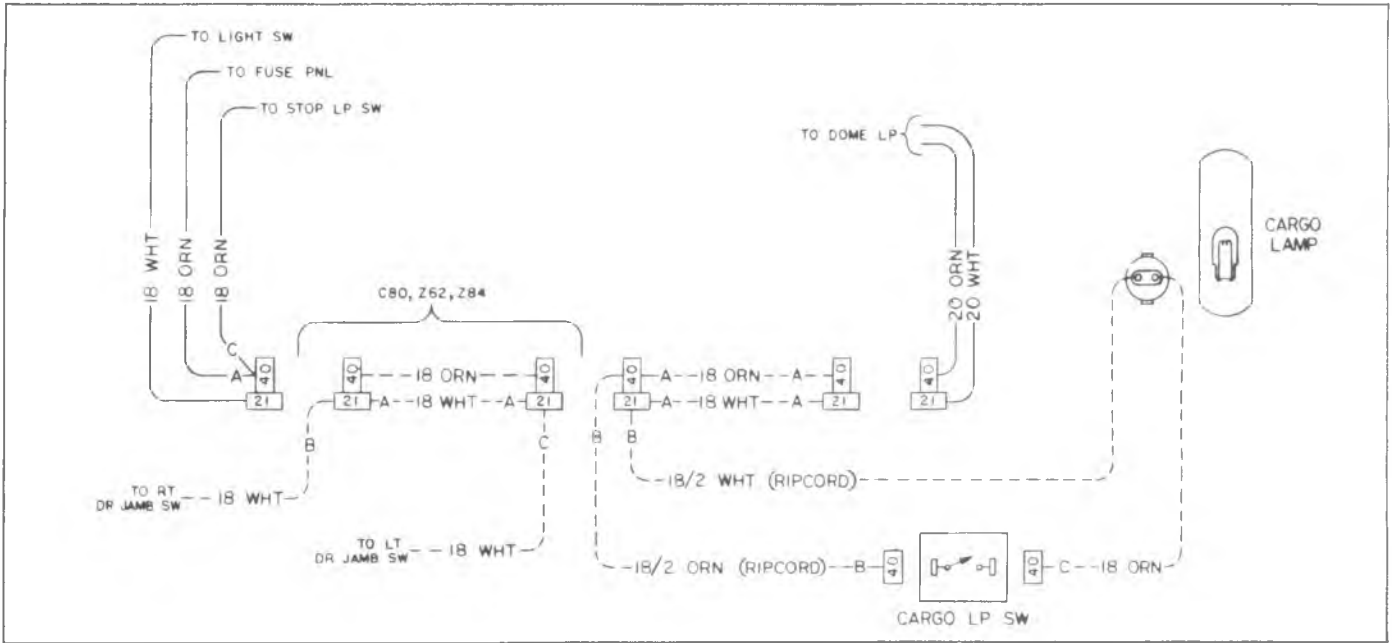 TO LIGHT SW
TO FUSE PNL
TO STOP LP SW
TO DOME LP
CARGO
LAMP
18 WHT
18 ORN
18 ORN
20 ORN
20 WHT
C80, Z62, Z84
C
A
40
21
40
18 ORN
40
21
A
18 WHT
A
21
40
A
18 ORN
A
40
21
A
18 WHT
A
21
40
21
B
C
B
B
18/2 WHT (RIPCORD)
TO RT
DR JAMB SW
18 WHT
TO LT
DR JAMB SW
18 WHT
18/2 ORN (RIPCORD)
B
40
40
C
18 ORN
CARGO LP SW